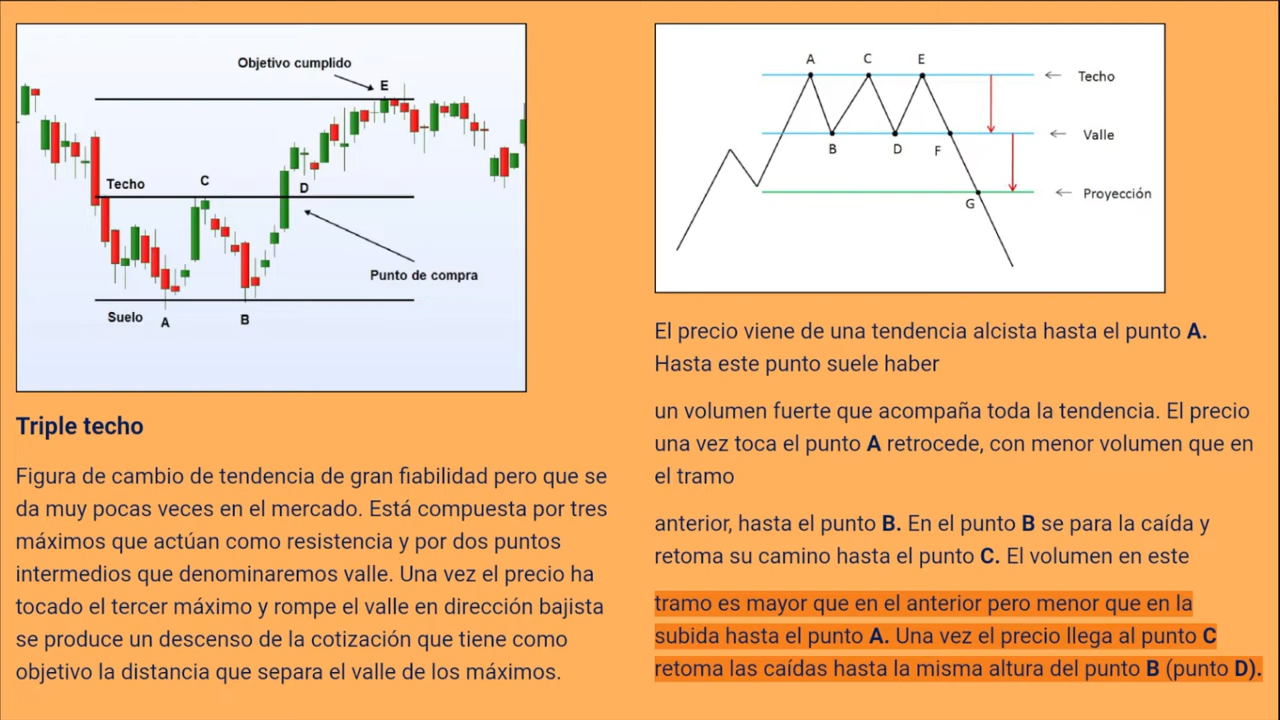 Objetivo cumplido
E
Techo
C
D
Punto de compra
Suelo
A
B
Triple techo
Figura de cambio de tendencia de gran fiabilidad pero que se
da muy pocas veces en el mercado. Está compuesta por tres
máximos que actúan como resistencia y por dos puntos
intermedios que denominaremos valle. Una vez el precio ha
tocado el tercer máximo y rompe el valle en dirección bajista
se produce un descenso de la cotización que tiene como
objetivo la distancia que separa el valle de los máximos.
A
C
E
Techo
Valle
B
D
F
Proyección
G
El precio viene de una tendencia alcista hasta el punto A.
Hasta este punto suele haber
un volumen fuerte que acompaña toda la tendencia. El precio
una vez toca el punto A retrocede, con menor volumen que en
el tramo
anterior, hasta el punto B. En el punto B se para la caída y
retoma su camino hasta el punto C. El volumen en este
tramo es mayor que en el anterior pero menor que en la
subida hasta el punto A. Una vez el precio llega al punto C
retoma las caídas hasta la misma altura del punto B (punto D).